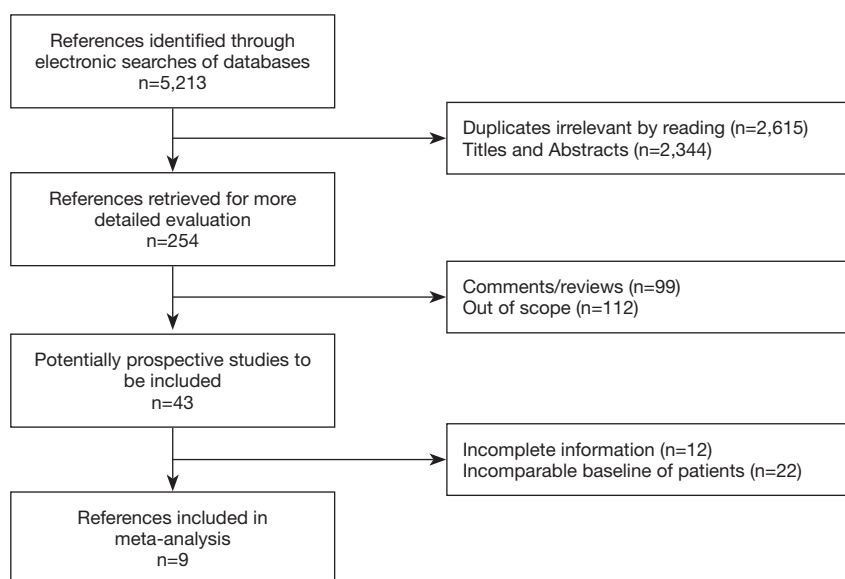 References identified through
electronic searches of databases
n=5,213
Duplicates irrelevant by reading (n=2,615)
Titles and Abstracts (n=2,344)
References retrieved for more
detailed evaluation
n=254
Comments/reviews (n=99)
Out of scope (n=112)
Potentially prospective studies to
be included
n=43
Incomplete information (n=12)
Incomparable baseline of patients (n=22)
References included in
meta-analysis
n=9